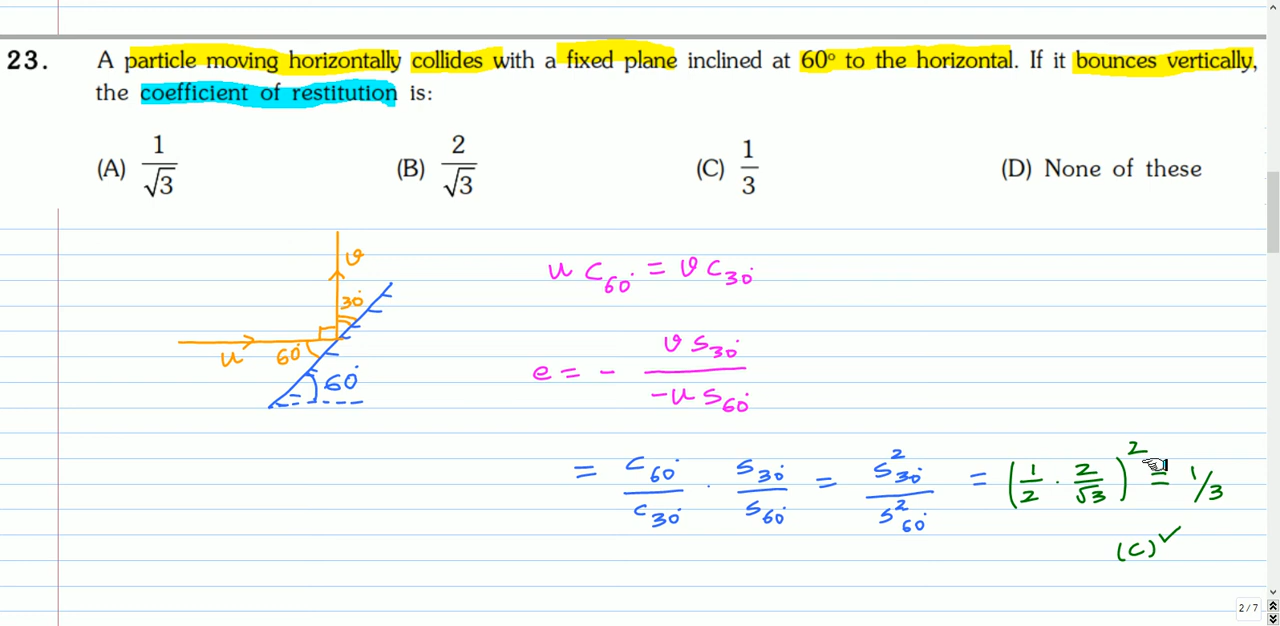 23. A particle moving horizontally collides with a fixed plane inclined at 60° to the horizontal. If it bounces vertically,
the coefficient of restitution is:
(A) 1/√3 (B) 2/√3 (C) 1/3 (D) None of these
v
30°
u 60°
60°
u C60° = v C30°
e = - v S30° / -u S60°
= C60°/C30° . S30°/S60° = S²30°/S²60° = (1/2 . 2/√3)² = 1/3
(C) ✓
2/7